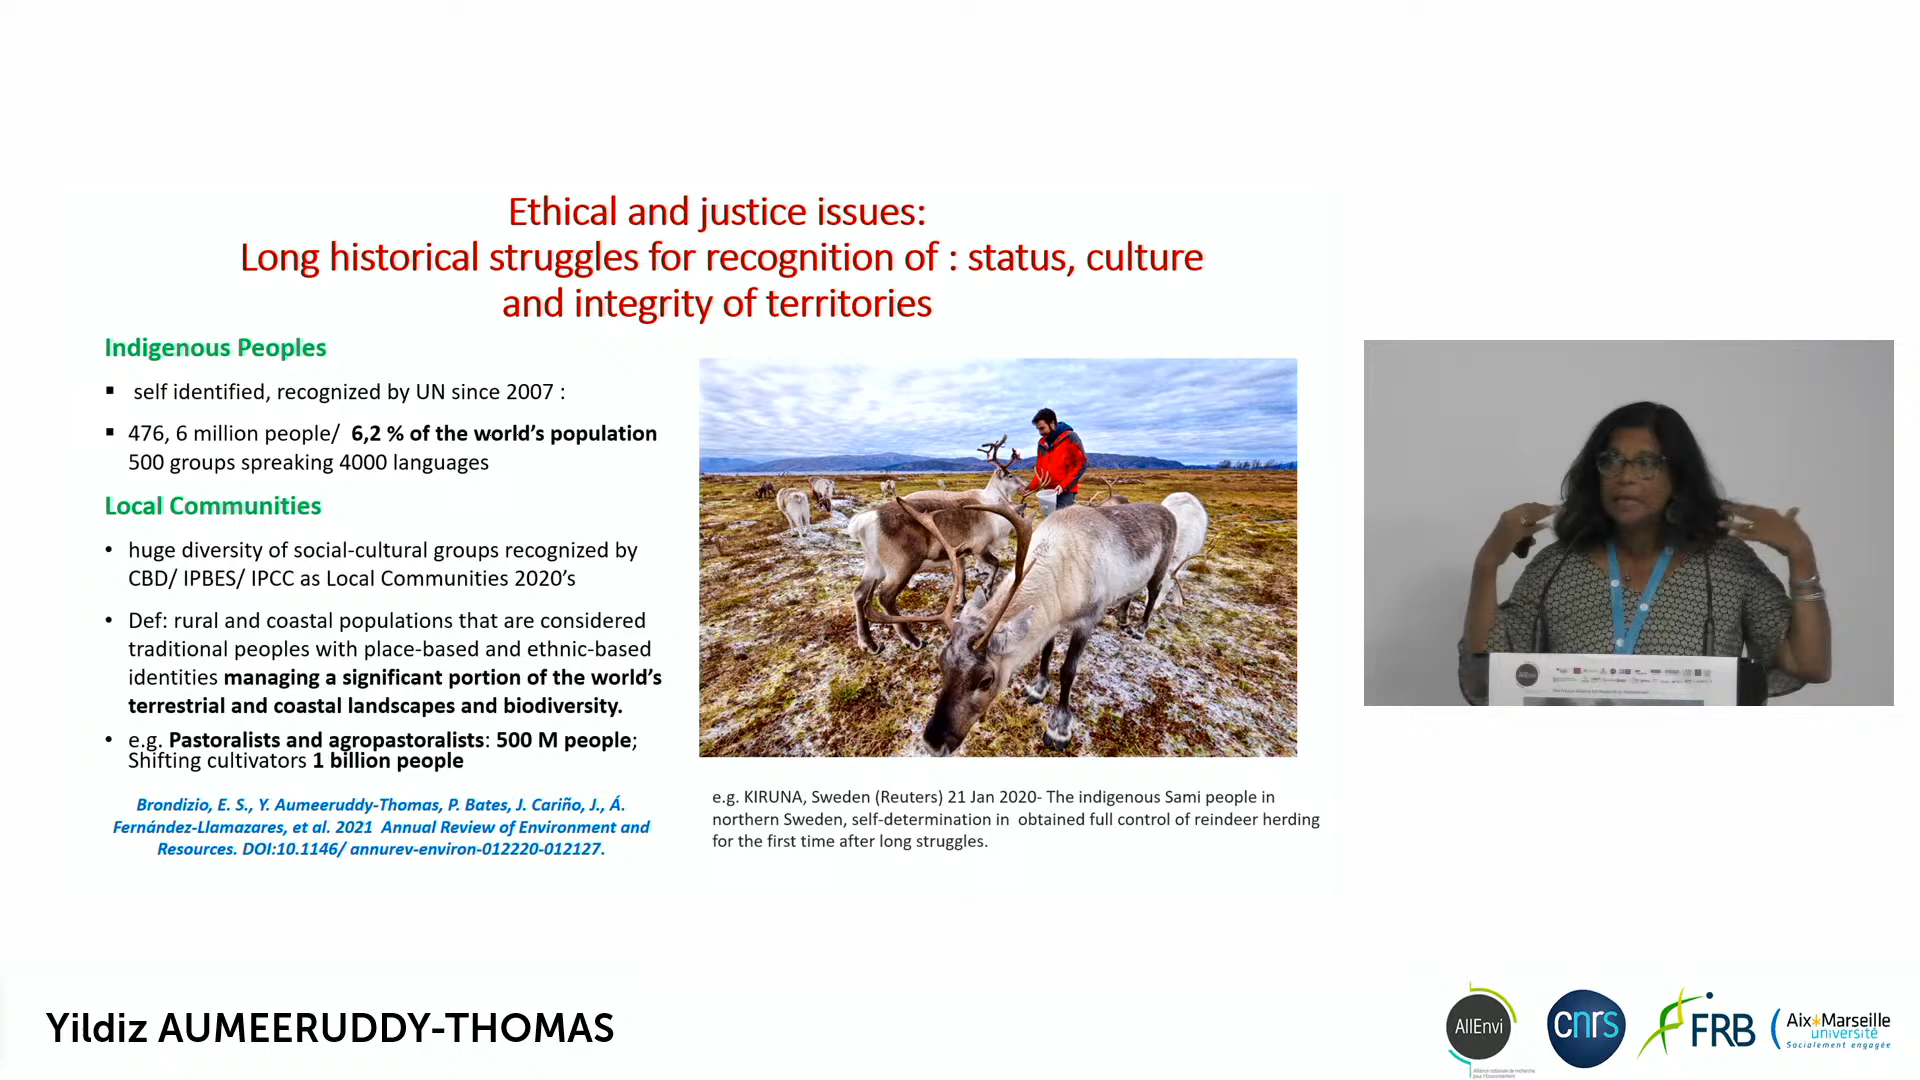 Ethical and justice issues:
Long historical struggles for recognition of : status, culture
and integrity of territories
Indigenous Peoples
▪ self identified, recognized by UN since 2007 :
▪ 476, 6 million people/ 6,2 % of the world's population
500 groups spreaking 4000 languages
Local Communities
• huge diversity of social-cultural groups recognized by
CBD/ IPBES/ IPCC as Local Communities 2020's
• Def: rural and coastal populations that are considered
traditional peoples with place-based and ethnic-based
identities managing a significant portion of the world's
terrestrial and coastal landscapes and biodiversity.
• e.g. Pastoralists and agropastoralists: 500 M people;
Shifting cultivators 1 billion people
Brondizio, E. S., Y. Aumeeruddy-Thomas, P. Bates, J. Cariño, J., Á.
Fernández-Llamazares, et al. 2021 Annual Review of Environment and
Resources. DOI:10.1146/ annurev-environ-012220-012127.
e.g. KIRUNA, Sweden (Reuters) 21 Jan 2020- The indigenous Sami people in
northern Sweden, self-determination in obtained full control of reindeer herding
for the first time after long struggles.
AllEnvi
Yildiz AUMEERUDDY-THOMAS
AllEnvi
Alliance nationale de recherche
pour l'Environnement
cnrs
FRB
Aix*Marseille
université
Socialement engagée